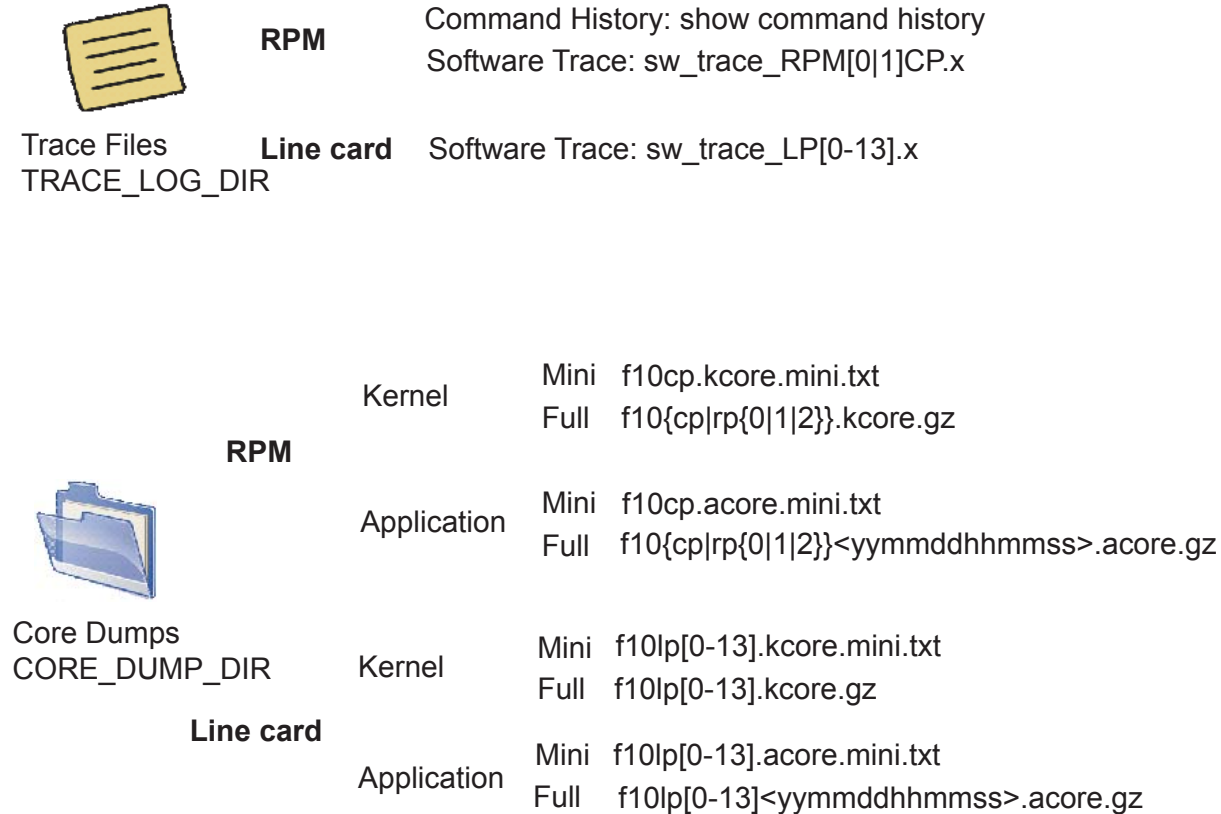 RPM
Command History: show command history
Software Trace: sw_trace_RPM[0|1]CP.x
Trace Files
TRACE_LOG_DIR
Line card
Software Trace: sw_trace_LP[0-13].x
RPM
Kernel
Mini f10cp.kcore.mini.txt
Full f10{cp|rp{0|1|2}}.kcore.gz
Application
Mini f10cp.acore.mini.txt
Full f10{cp|rp{0|1|2}}<yymmddhhmmss>.acore.gz
Core Dumps
CORE_DUMP_DIR
Line card
Kernel
Mini f10lp[0-13].kcore.mini.txt
Full f10lp[0-13].kcore.gz
Application
Mini f10lp[0-13].acore.mini.txt
Full f10lp[0-13]<yymmddhhmmss>.acore.gz